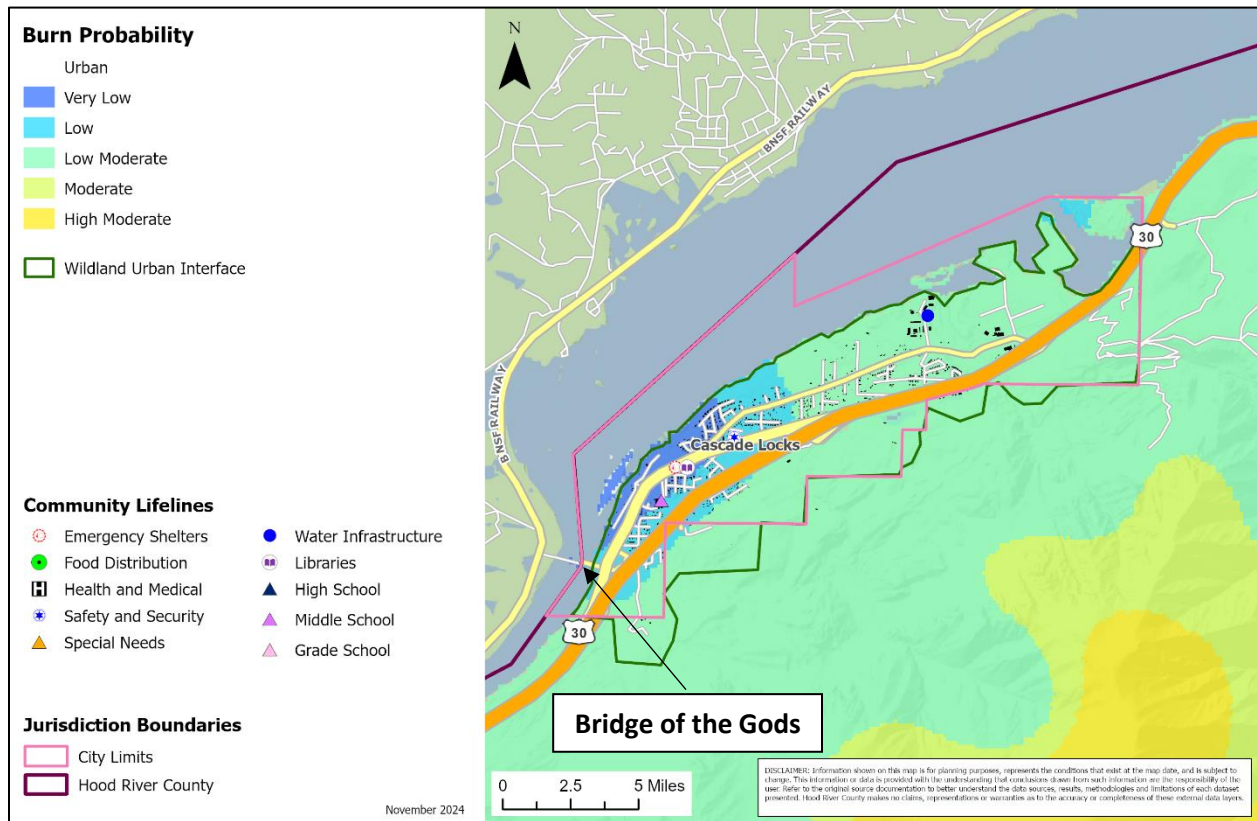 Burn Probability
Urban
Very Low
Low
Low Moderate
Moderate
High Moderate
Wildland Urban Interface
Community Lifelines
Emergency Shelters
Food Distribution
Health and Medical
Safety and Security
Special Needs
Water Infrastructure
Libraries
High School
Middle School
Grade School
Jurisdiction Boundaries
City Limits
Hood River County
November 2024
N
BNSF RAILWAY
30
BNSF RAILWAY
Cascade Locks
30
Bridge of the Gods
0 2.5 5 Miles
DISCLAIMER: Information shown on this map is for planning purposes, represents the conditions that exist at the map date, and is subject to
change. This information or data is provided with the understanding that conclusions drawn from such information are the responsibility of the
user. Refer to the original source documentation to better understand the data sources, results, methodologies and limitations of each dataset
presented. Hood River County makes no claims, representations or warranties as to the accuracy or completeness of these external data layers.
H